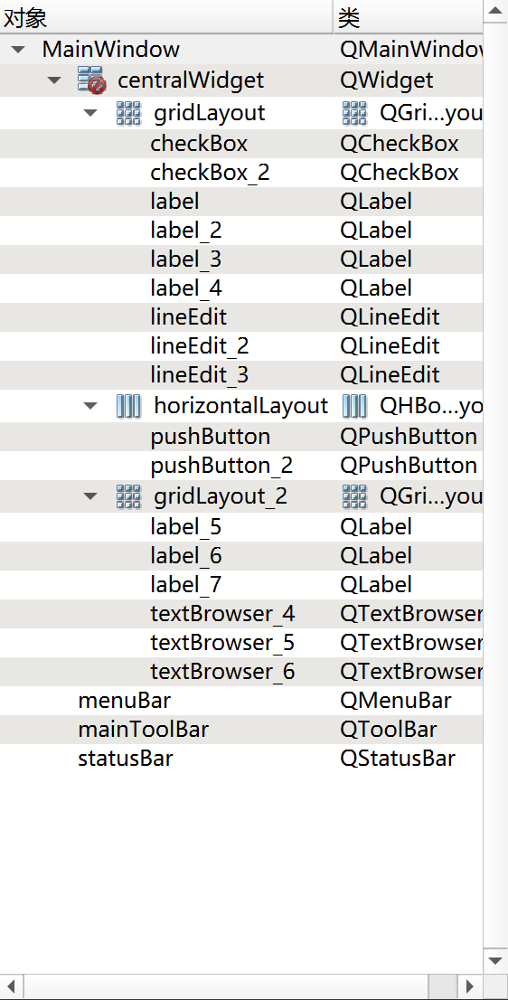 对象 类
MainWindow QMainWindow
centralWidget QWidget
gridLayout QGri...you
checkBox QCheckBox
checkBox_2 QCheckBox
label QLabel
label_2 QLabel
label_3 QLabel
label_4 QLabel
lineEdit QLineEdit
lineEdit_2 QLineEdit
lineEdit_3 QLineEdit
horizontalLayout QHBo...yo
pushButton QPushButton
pushButton_2 QPushButton
gridLayout_2 QGri...you
label_5 QLabel
label_6 QLabel
label_7 QLabel
textBrowser_4 QTextBrowser
textBrowser_5 QTextBrowser
textBrowser_6 QTextBrowser
menuBar QMenuBar
mainToolBar QToolBar
statusBar QStatusBar